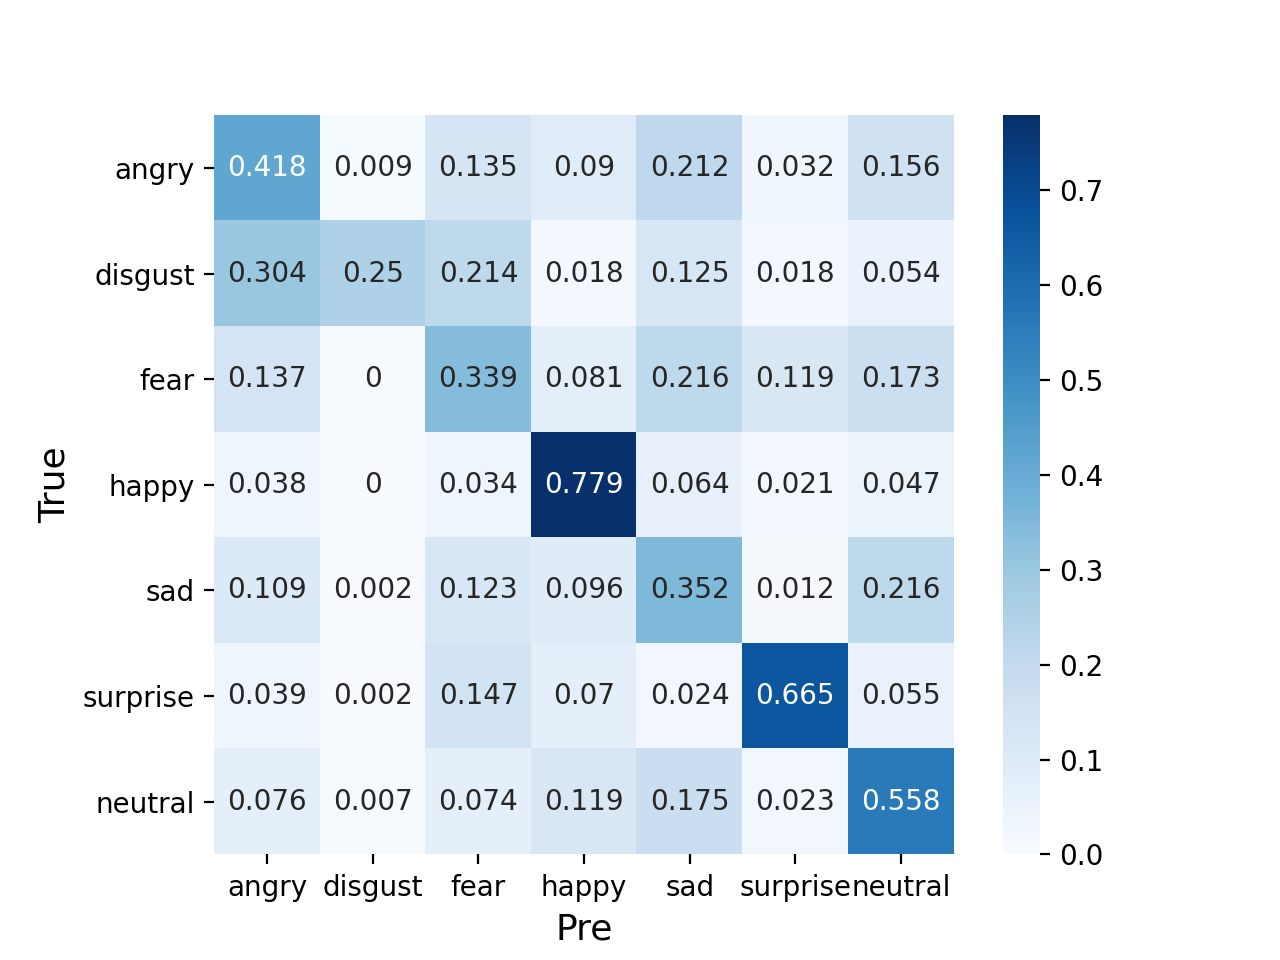 angry 0.418 0.009 0.135 0.09 0.212 0.032 0.156
disgust 0.304 0.25 0.214 0.018 0.125 0.018 0.054
fear 0.137 0 0.339 0.081 0.216 0.119 0.173
happy 0.038 0 0.034 0.779 0.064 0.021 0.047
sad 0.109 0.002 0.123 0.096 0.352 0.012 0.216
surprise 0.039 0.002 0.147 0.07 0.024 0.665 0.055
neutral 0.076 0.007 0.074 0.119 0.175 0.023 0.558
angry disgust fear happy sad surprise neutral
Pre
True
0.7
0.6
0.5
0.4
0.3
0.2
0.1
0.0